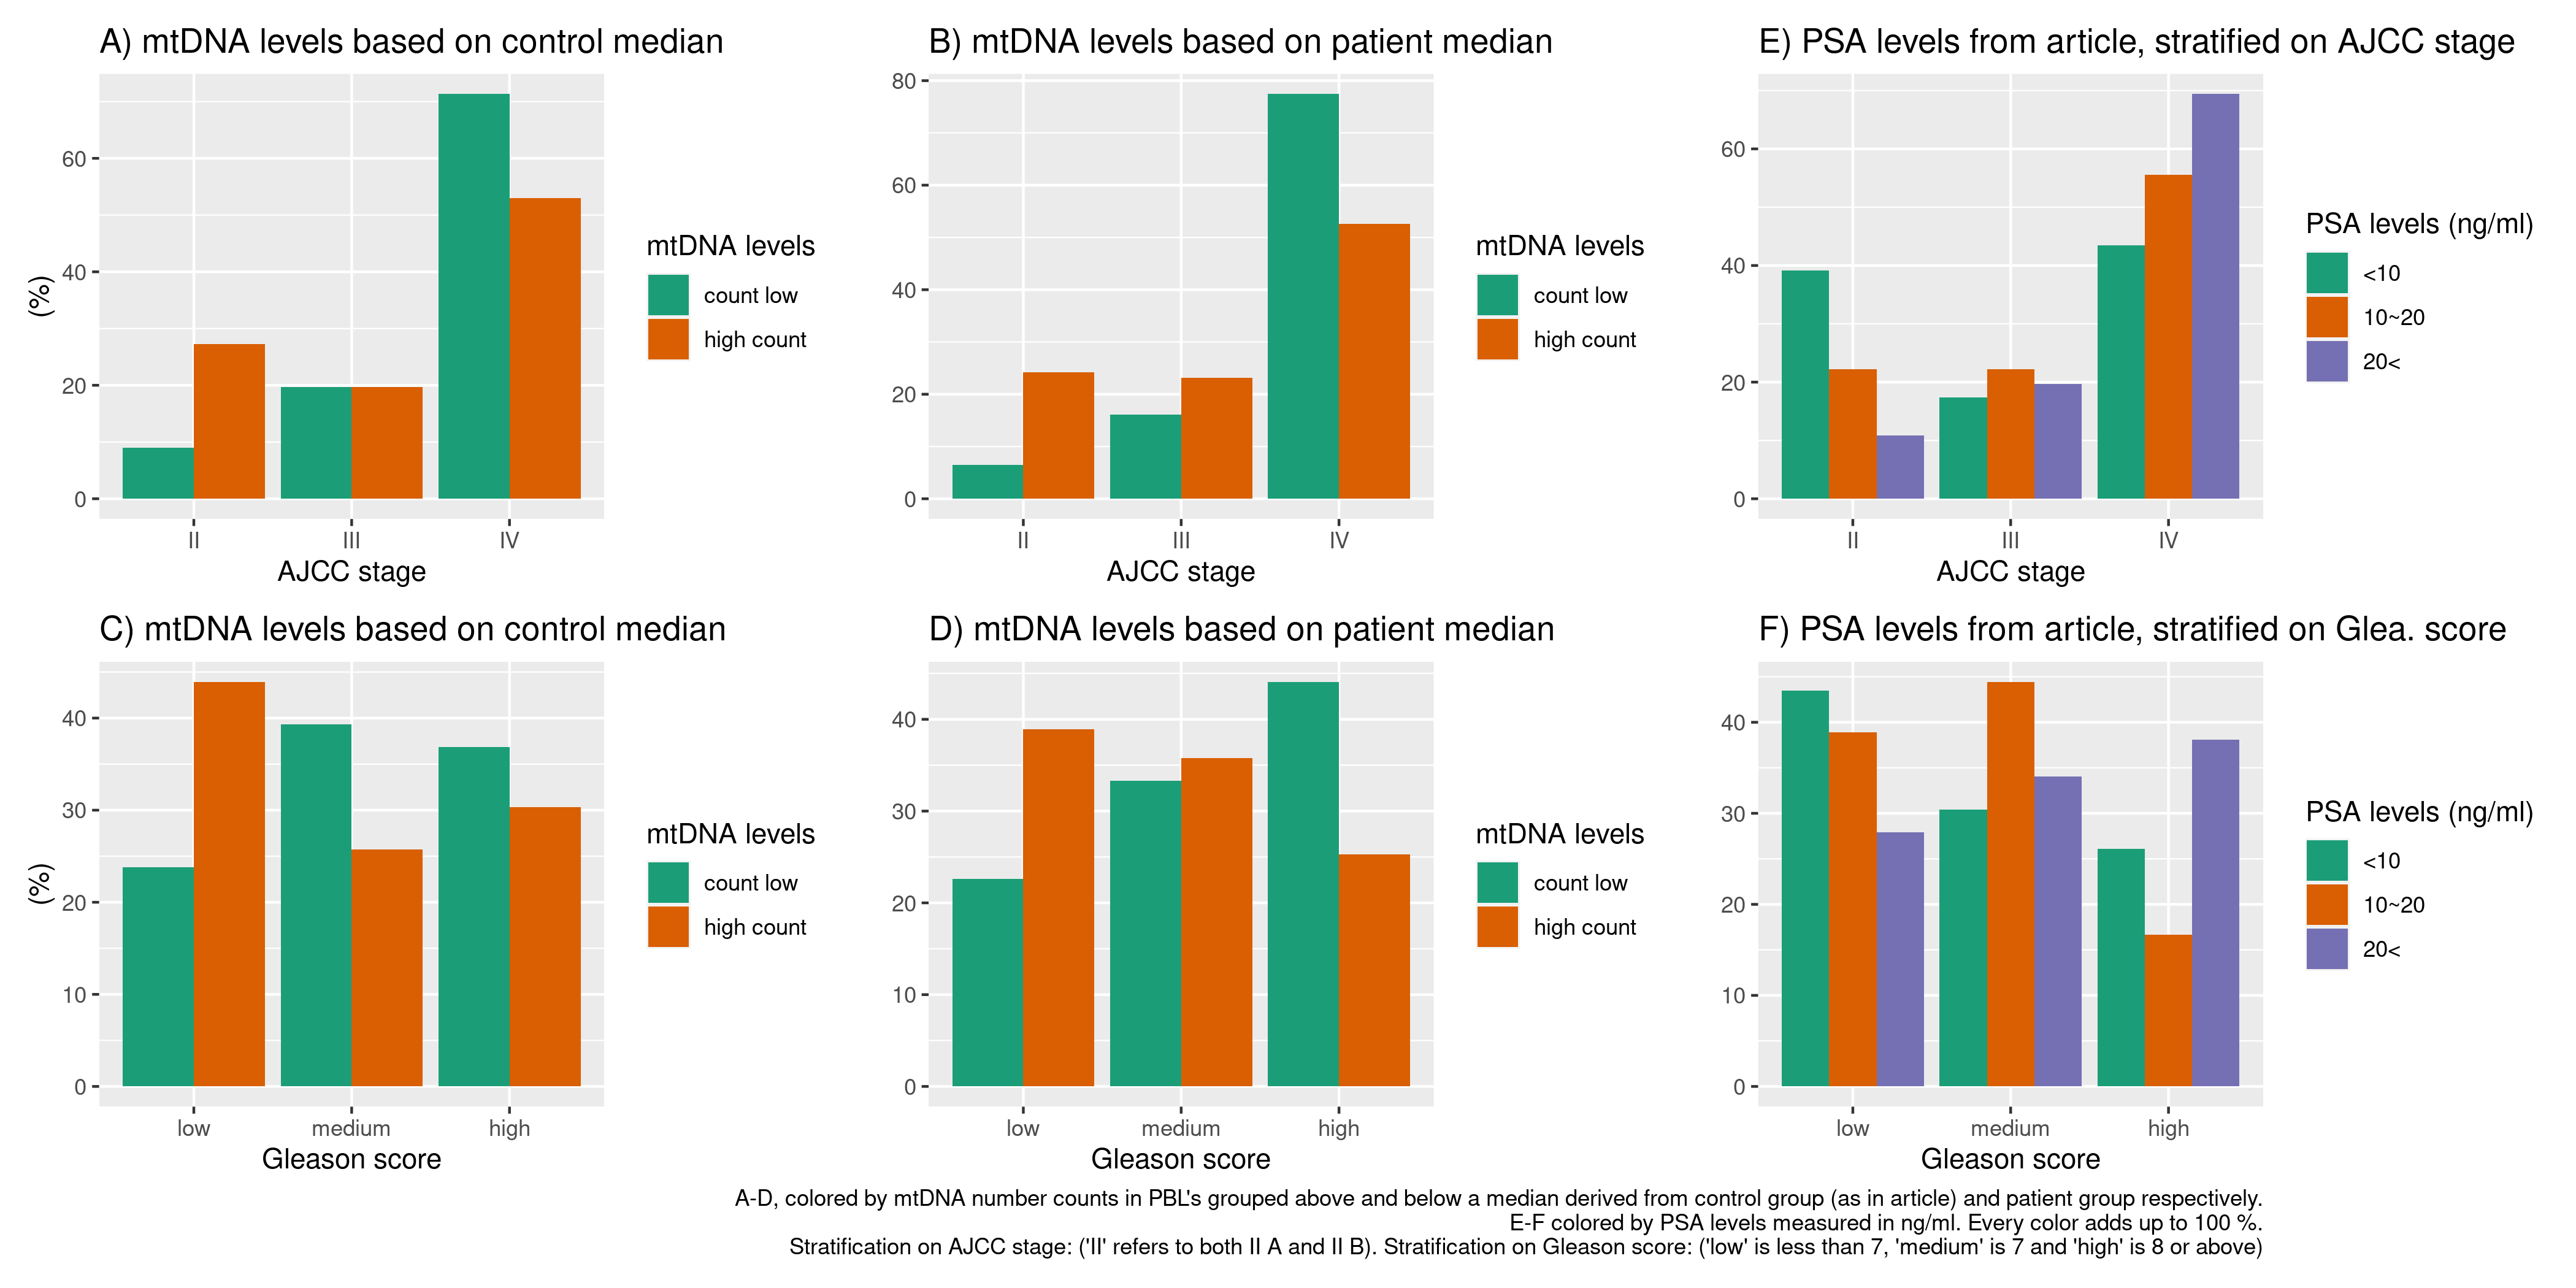 A) mtDNA levels based on control median
(%)
60
40
20
0
II III IV
AJCC stage
mtDNA levels
count low
high count
B) mtDNA levels based on patient median
80
60
40
20
0
II III IV
AJCC stage
mtDNA levels
count low
high count
E) PSA levels from article, stratified on AJCC stage
60
40
20
0
II III IV
AJCC stage
PSA levels (ng/ml)
<10
10~20
20<
C) mtDNA levels based on control median
(%)
40
30
20
10
0
low medium high
Gleason score
mtDNA levels
count low
high count
D) mtDNA levels based on patient median
40
30
20
10
0
low medium high
Gleason score
mtDNA levels
count low
high count
F) PSA levels from article, stratified on Glea. score
40
30
20
10
0
low medium high
Gleason score
PSA levels (ng/ml)
<10
10~20
20<
A-D, colored by mtDNA number counts in PBL's grouped above and below a median derived from control group (as in article) and patient group respectively.
E-F colored by PSA levels measured in ng/ml. Every color adds up to 100 %.
Stratification on AJCC stage: ('II' refers to both II A and II B). Stratification on Gleason score: ('low' is less than 7, 'medium' is 7 and 'high' is 8 or above)